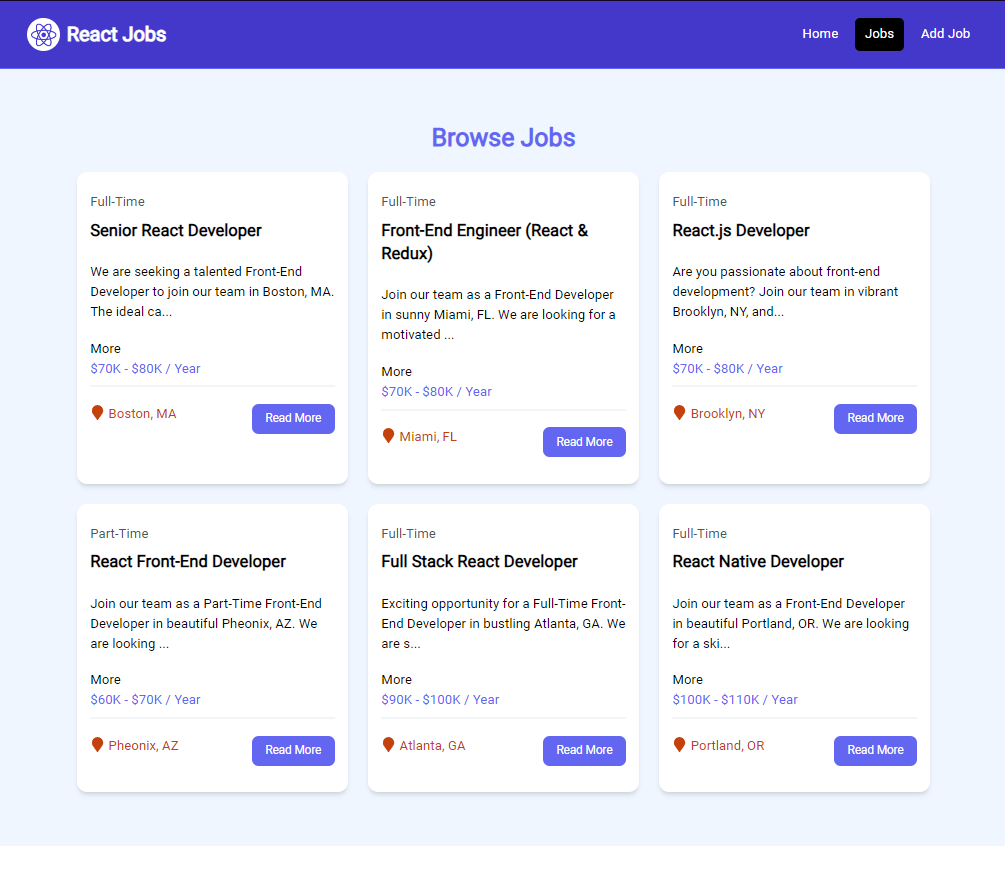 React Jobs
Home
Jobs
Add Job
Browse Jobs
Full-Time
Senior React Developer
We are seeking a talented Front-End
Developer to join our team in Boston, MA.
The ideal ca...
More
$70K - $80K / Year
Boston, MA
Read More
Full-Time
Front-End Engineer (React &
Redux)
Join our team as a Front-End Developer
in sunny Miami, FL. We are looking for a
motivated ...
More
$70K - $80K / Year
Miami, FL
Read More
Full-Time
React.js Developer
Are you passionate about front-end
development? Join our team in vibrant
Brooklyn, NY, and...
More
$70K - $80K / Year
Brooklyn, NY
Read More
Part-Time
React Front-End Developer
Join our team as a Part-Time Front-End
Developer in beautiful Pheonix, AZ. We
are looking ...
More
$60K - $70K / Year
Pheonix, AZ
Read More
Full-Time
Full Stack React Developer
Exciting opportunity for a Full-Time Front-
End Developer in bustling Atlanta, GA. We
are s...
More
$90K - $100K / Year
Atlanta, GA
Read More
Full-Time
React Native Developer
Join our team as a Front-End Developer
in beautiful Portland, OR. We are looking
for a ski...
More
$100K - $110K / Year
Portland, OR
Read More